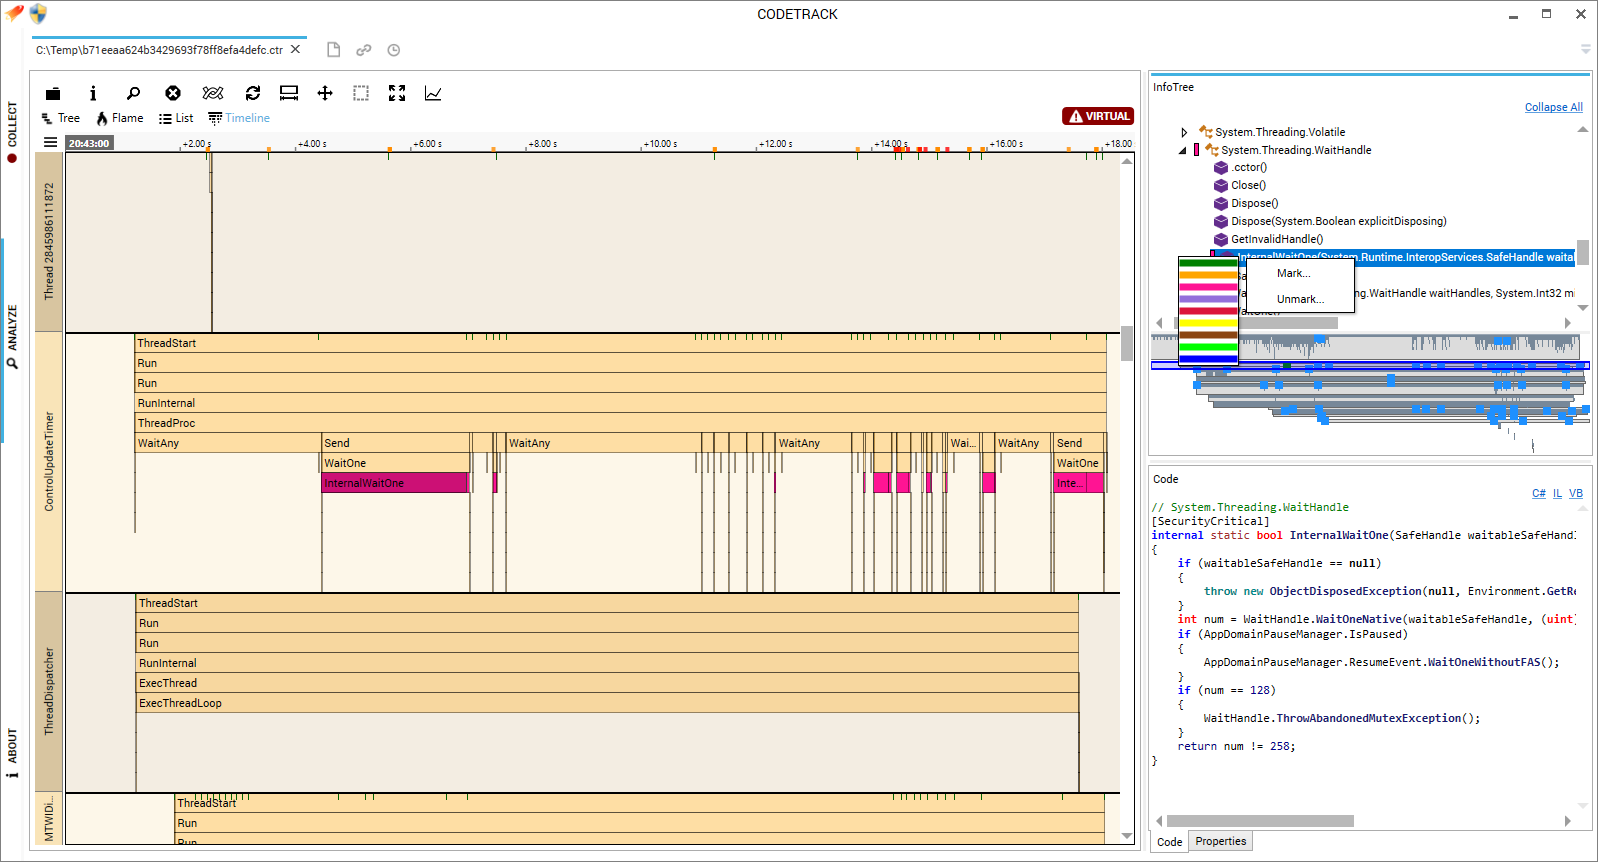 CODETRACK
C:\Temp\b71eeaa624b3429693f78ff8efa4defc.ctr
COLLECT
ANALYZE
ABOUT
Tree Flame List Timeline
VIRTUAL
20:43:00 +2.00 s +4.00 s +6.00 s +8.00 s +10.00 s +12.00 s +14.00 s +16.00 s +18.00
Thread 2845986111872
ControlUpdateTimer
ThreadStart
Run
Run
RunInternal
ThreadProc
WaitAny Send WaitAny WaitAny Wai... WaitAny Send
WaitOne WaitOne
InternalWaitOne Inte...
ThreadDispatcher
ThreadStart
Run
Run
RunInternal
ExecThread
ExecThreadLoop
MTWIDi...
ThreadStart
Run
Run
InfoTree
Collapse All
System.Threading.Volatile
System.Threading.WaitHandle
.cctor()
Close()
Dispose()
Dispose(System.Boolean explicitDisposing)
GetInvalidHandle()
InternalWaitOne(System.Runtime.InteropServices.SafeHandle waital
Mark...
ng.WaitHandle waitHandles, System.Int32 m
Unmark...
Code
C# IL VB
// System.Threading.WaitHandle
[SecurityCritical]
internal static bool InternalWaitOne(SafeHandle waitableSafeHandl
{
if (waitableSafeHandle == null)
{
throw new ObjectDisposedException(null, Environment.GetRe
}
int num = WaitHandle.WaitOneNative(waitableSafeHandle, (uint)
if (AppDomainPauseManager.IsPaused)
{
AppDomainPauseManager.ResumeEvent.WaitOneWithoutFAS();
}
if (num == 128)
{
WaitHandle.ThrowAbandonedMutexException();
}
return num != 258;
}
Code Properties